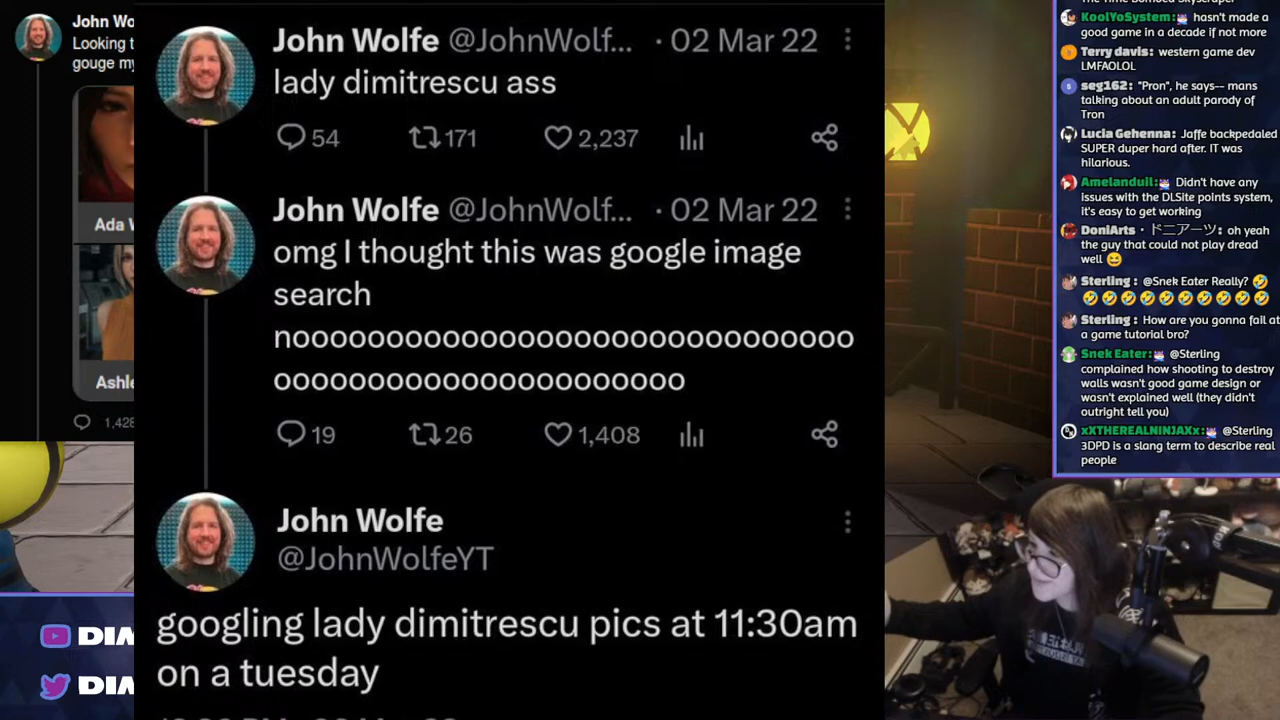 John Wo
Looking t
gouge my
Ada W
Ashle
1,428
DIM
DIM
John Wolfe @JohnWolf... · 02 Mar 22
lady dimitrescu ass
54 171 2,237
John Wolfe @JohnWolf... · 02 Mar 22
omg I thought this was google image
search
noooooooooooooooooooooooooooooo
oooooooooooooooooooooo
19 26 1,408
John Wolfe
@JohnWolfeYT
googling lady dimitrescu pics at 11:30am
on a tuesday
KoolYoSystem: hasn't made a
good game in a decade if not more
Terry davis: western game dev
LMFAOLOL
seg162: "Pron", he says-- mans
talking about an adult parody of
Tron
Lucia Gehenna: Jaffe backpedaled
SUPER duper hard after. IT was
hilarious.
Amelanduil: Didn't have any
issues with the DLSite points system,
it's easy to get working
DoniArts・ドニアーツ: oh yeah
the guy that could not play dread
well 😅
Sterling : @Snek Eater Really? 🤣
🤣🤣🤣🤣🤣🤣🤣🤣🤣🤣
Sterling : How are you gonna fail at
a game tutorial bro?
Snek Eater: @Sterling
complained how shooting to destroy
walls wasn't good game design or
wasn't explained well (they didn't
outright tell you)
xXTHEREALNINJAXx: @Sterling
3DPD is a slang term to describe real
people